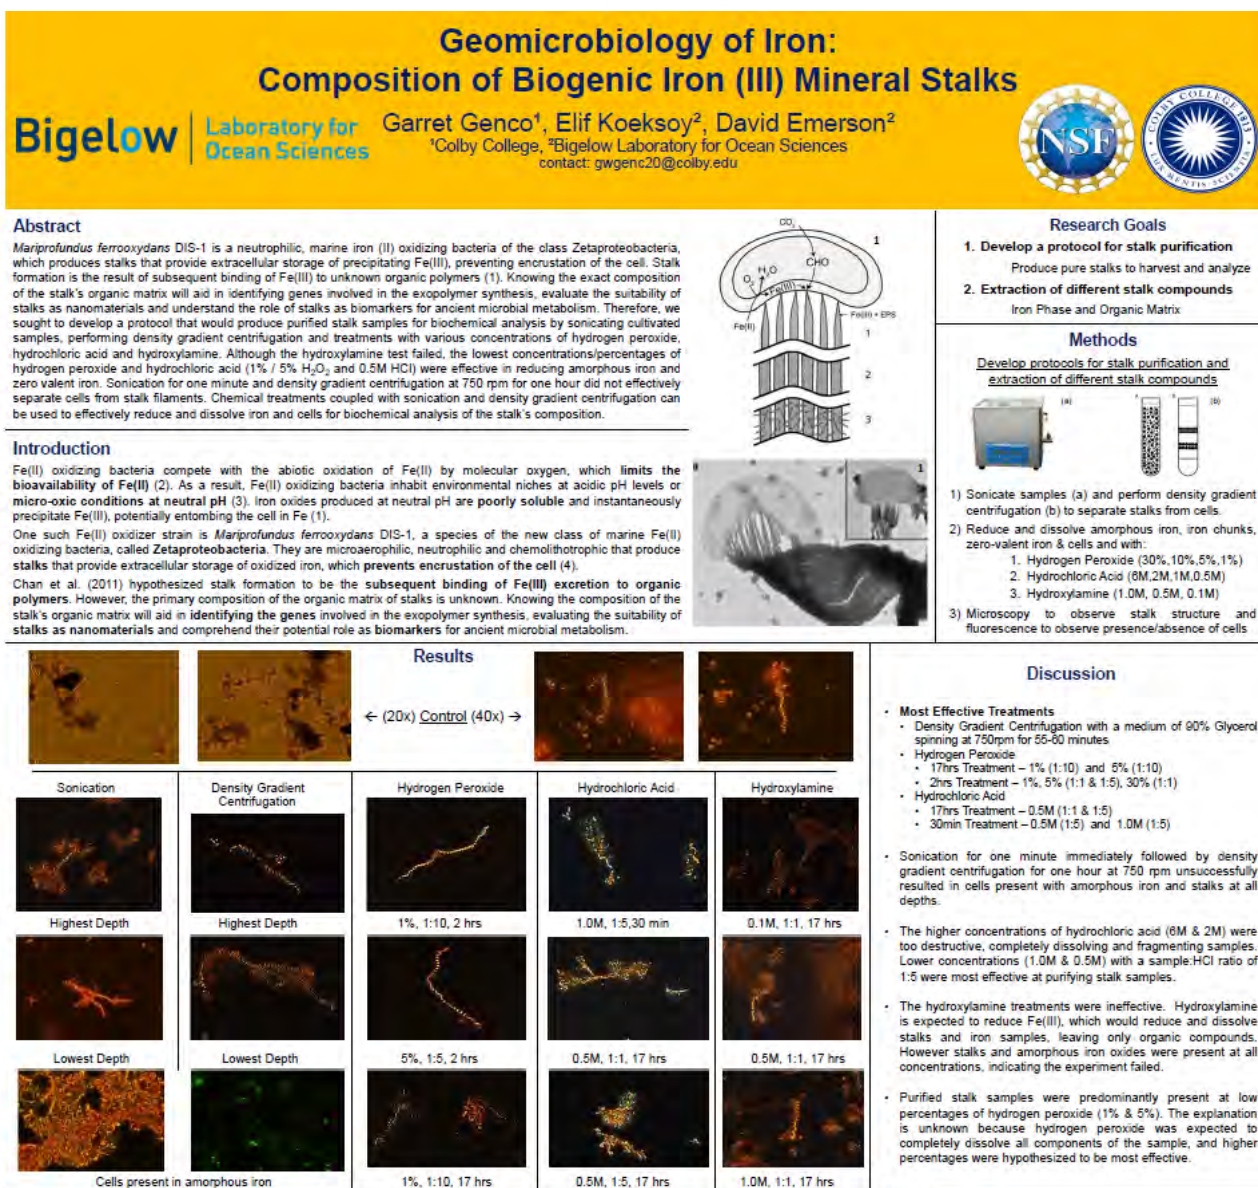 Geomicrobiology of Iron:
Composition of Biogenic Iron (III) Mineral Stalks
Bigelow
Laboratory for
Ocean Sciences
Garret Genco¹, Elif Koeksoy², David Emerson²
¹Colby College, ²Bigelow Laboratory for Ocean Sciences
contact: gwgenc20@colby.edu
NSF
COLBY COLLEGE 1813
LUX MENTIS SCIENTIA
Abstract
Mariprofundus ferrooxydans DIS-1 is a neutrophilic, marine iron (II) oxidizing bacteria of the class Zetaproteobacteria,
which produces stalks that provide extracellular storage of precipitating Fe(III), preventing encrustation of the cell. Stalk
formation is the result of subsequent binding of Fe(III) to unknown organic polymers (1). Knowing the exact composition
of the stalk's organic matrix will aid in identifying genes involved in the exopolymer synthesis, evaluate the suitability of
stalks as nanomaterials and understand the role of stalks as biomarkers for ancient microbial metabolism. Therefore, we
sought to develop a protocol that would produce purified stalk samples for biochemical analysis by sonicating cultivated
samples, performing density gradient centrifugation and treatments with various concentrations of hydrogen peroxide,
hydrochloric acid and hydroxylamine. Although the hydroxylamine test failed, the lowest concentrations/percentages of
hydrogen peroxide and hydrochloric acid (1% / 5% H₂O₂ and 0.5M HCl) were effective in reducing amorphous iron and
zero valent iron. Sonication for one minute and density gradient centrifugation at 750 rpm for one hour did not effectively
separate cells from stalk filaments. Chemical treatments coupled with sonication and density gradient centrifugation can
be used to effectively reduce and dissolve iron and cells for biochemical analysis of the stalk's composition.
Introduction
Fe(II) oxidizing bacteria compete with the abiotic oxidation of Fe(II) by molecular oxygen, which limits the
bioavailability of Fe(II) (2). As a result, Fe(II) oxidizing bacteria inhabit environmental niches at acidic pH levels or
micro-oxic conditions at neutral pH (3). Iron oxides produced at neutral pH are poorly soluble and instantaneously
precipitate Fe(III), potentially entombing the cell in Fe (1).
One such Fe(II) oxidizer strain is Mariprofundus ferrooxydans DIS-1, a species of the new class of marine Fe(II)
oxidizing bacteria, called Zetaproteobacteria. They are microaerophilic, neutrophilic and chemolithotrophic that produce
stalks that provide extracellular storage of oxidized iron, which prevents encrustation of the cell (4).
Chan et al. (2011) hypothesized stalk formation to be the subsequent binding of Fe(III) excretion to organic
polymers. However, the primary composition of the organic matrix of stalks is unknown. Knowing the composition of the
stalk's organic matrix will aid in identifying the genes involved in the exopolymer synthesis, evaluating the suitability of
stalks as nanomaterials and comprehend their potential role as biomarkers for ancient microbial metabolism.
CO₂
1
CHO
O₂
H₂O
Fe(III)
Fe(II)
Fe(III) + EPS
1
2
3
1
Research Goals
1. Develop a protocol for stalk purification
Produce pure stalks to harvest and analyze
2. Extraction of different stalk compounds
Iron Phase and Organic Matrix
Methods
Develop protocols for stalk purification and
extraction of different stalk compounds
(a)
(b)
1) Sonicate samples (a) and perform density gradient
centrifugation (b) to separate stalks from cells.
2) Reduce and dissolve amorphous iron, iron chunks,
zero-valent iron & cells and with:
1. Hydrogen Peroxide (30%,10%,5%,1%)
2. Hydrochloric Acid (6M,2M,1M,0.5M)
3. Hydroxylamine (1.0M, 0.5M, 0.1M)
3) Microscopy to observe stalk structure and
fluorescence to observe presence/absence of cells
Results
← (20x) Control (40x) →
Sonication
Density Gradient
Centrifugation
Hydrogen Peroxide
Hydrochloric Acid
Hydroxylamine
Highest Depth
Highest Depth
1%, 1:10, 2 hrs
1.0M, 1:5,30 min
0.1M, 1:1, 17 hrs
Lowest Depth
Lowest Depth
5%, 1:5, 2 hrs
0.5M, 1:1, 17 hrs
0.5M, 1:1, 17 hrs
Cells present in amorphous iron
1%, 1:10, 17 hrs
0.5M, 1:5, 17 hrs
1.0M, 1:1, 17 hrs
Discussion
• Most Effective Treatments
• Density Gradient Centrifugation with a medium of 90% Glycerol
spinning at 750rpm for 55-60 minutes
• Hydrogen Peroxide
• 17hrs Treatment – 1% (1:10) and 5% (1:10)
• 2hrs Treatment – 1%, 5% (1:1 & 1:5), 30% (1:1)
• Hydrochloric Acid
• 17hrs Treatment – 0.5M (1:1 & 1:5)
• 30min Treatment – 0.5M (1:5) and 1.0M (1:5)
• Sonication for one minute immediately followed by density
gradient centrifugation for one hour at 750 rpm unsuccessfully
resulted in cells present with amorphous iron and stalks at all
depths.
• The higher concentrations of hydrochloric acid (6M & 2M) were
too destructive, completely dissolving and fragmenting samples.
Lower concentrations (1.0M & 0.5M) with a sample:HCl ratio of
1:5 were most effective at purifying stalk samples.
• The hydroxylamine treatments were ineffective. Hydroxylamine
is expected to reduce Fe(III), which would reduce and dissolve
stalks and iron samples, leaving only organic compounds.
However stalks and amorphous iron oxides were present at all
concentrations, indicating the experiment failed.
• Purified stalk samples were predominantly present at low
percentages of hydrogen peroxide (1% & 5%). The explanation
is unknown because hydrogen peroxide was expected to
completely dissolve all components of the sample, and higher
percentages were hypothesized to be most effective.